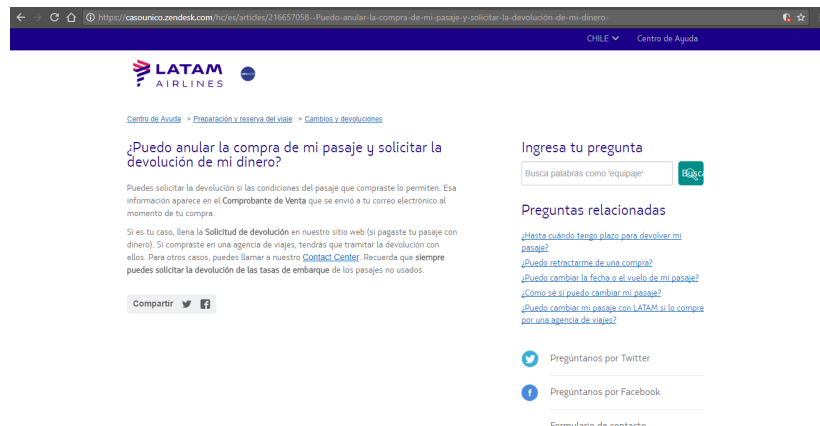 https://casounico.zendesk.com/hc/es/articles/216657058--Puedo-anular-la-compra-de-mi-pasaje-y-solicitar-la-devolución-de-mi-dinero-
CHILE
Centro de Ayuda
LATAM
AIRLINES
Centro de Ayuda > Preparación y reserva del viaje > Cambios y devoluciones
¿Puedo anular la compra de mi pasaje y solicitar la
devolución de mi dinero?
Puedes solicitar la devolución si las condiciones del pasaje que compraste lo permiten. Esa
información aparece en el Comprobante de Venta que se envió a tu correo electrónico al
momento de tu compra.
Si es tu caso, llena la Solicitud de devolución en nuestro sitio web (si pagaste tu pasaje con
dinero). Si compraste en una agencia de viajes, tendrás que tramitar la devolución con
ellos. Para otros casos, puedes llamar a nuestro Contact Center. Recuerda que siempre
puedes solicitar la devolución de las tasas de embarque de los pasajes no usados.
Compartir
Ingresa tu pregunta
Busca palabras como 'equipaje'
Preguntas relacionadas
¿Hasta cuándo tengo plazo para devolver mi
pasaje?
¿Puedo retractarme de una compra?
¿Puedo cambiar la fecha o el vuelo de mi pasaje?
¿Cómo sé si puedo cambiar mi pasaje?
¿Puedo cambiar mi pasaje con LATAM si lo compré
por una agencia de viajes?
Pregúntanos por Twitter
Pregúntanos por Facebook
Formulario de contacto